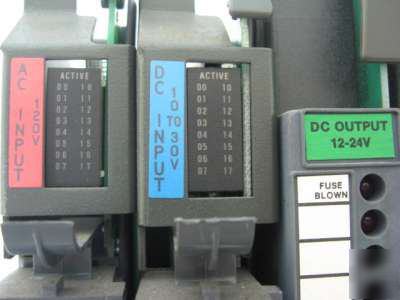 AC INPUT
120V
ACTIVE
00 10
01 11
02 12
03 13
04 14
05 15
06 16
07 17
DC INPUT
10 TO 30V
ACTIVE
00 10
01 11
02 12
03 13
04 14
05 15
06 16
07 17
DC OUTPUT
12-24V
FUSE
BLOWN